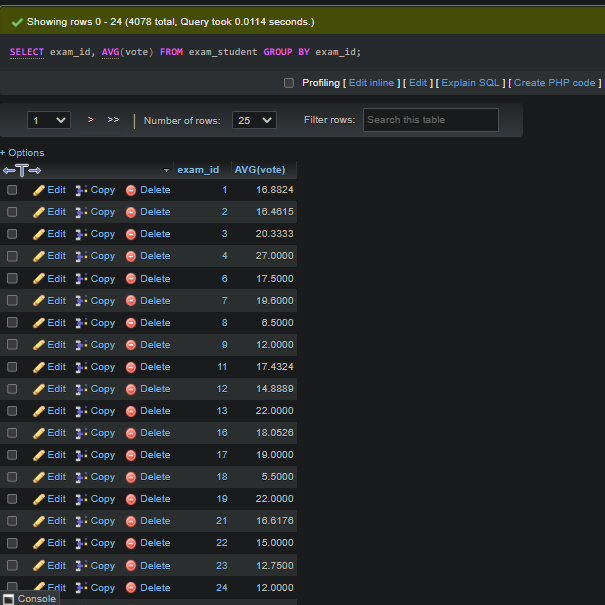 Showing rows 0 - 24 (4078 total, Query took 0.0114 seconds.)
SELECT exam_id, AVG(vote) FROM exam_student GROUP BY exam_id;
Profiling [ Edit inline ] [ Edit ] [ Explain SQL ] [ Create PHP code ]
1 > >> Number of rows: 25 Filter rows: Search this table
+ Options
exam_id AVG(vote)
Edit Copy Delete 1 16.8824
Edit Copy Delete 2 16.4615
Edit Copy Delete 3 20.3333
Edit Copy Delete 4 27.0000
Edit Copy Delete 6 17.5000
Edit Copy Delete 7 19.6000
Edit Copy Delete 8 6.5000
Edit Copy Delete 9 12.0000
Edit Copy Delete 11 17.4324
Edit Copy Delete 12 14.8889
Edit Copy Delete 13 22.0000
Edit Copy Delete 16 18.0526
Edit Copy Delete 17 19.0000
Edit Copy Delete 18 5.5000
Edit Copy Delete 19 22.0000
Edit Copy Delete 21 16.6176
Edit Copy Delete 22 15.0000
Edit Copy Delete 23 12.7500
Edit Copy Delete 24 12.0000
Console